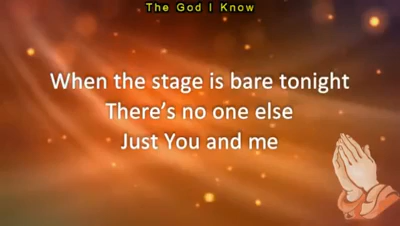 The God I Know
When the stage is bare tonight
There's no one else
Just You and me